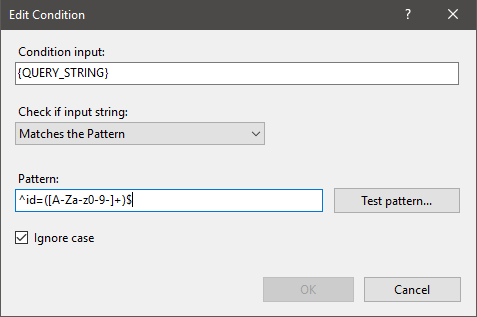 Edit Condition
Condition input:
{QUERY_STRING}
Check if input string:
Matches the Pattern
Pattern:
^id=([A-Za-z0-9-]+)$
Test pattern...
Ignore case
OK
Cancel